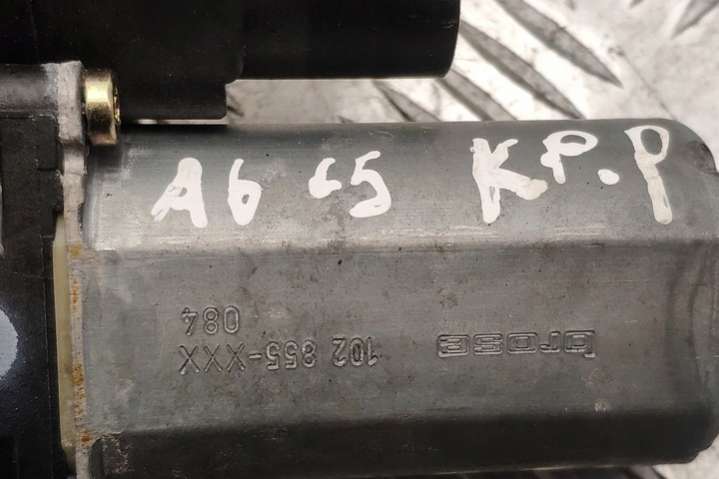 A6 C5 KP.P
brose
102 855-XXX
084